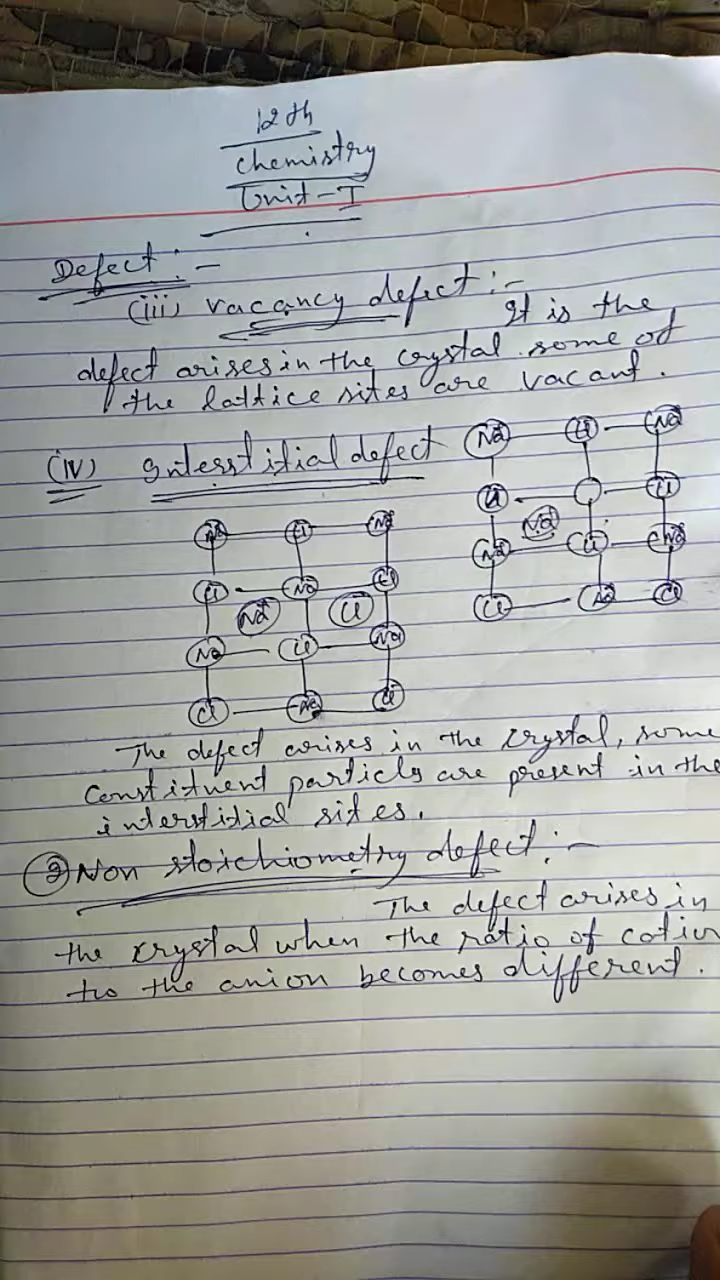 12th
Chemistry
Unit-I
Defect :-
(iii) Vacancy defect :-
It is the
defect arises in the crystal some of
the lattice sites are vacant.
(iv) Interstitial defect
Na Cl Na
Cl Cl
Na
Na Cl Na
Cl Na Cl
Na Cl Na
Cl Na Cl
Na Cl
Na Cl Na
Cl Na Cl
The defect arises in the crystal, some
Constituent particls are present in the
interstitial sites.
② Non stoichiometry defect :-
The defect arises in
the crystal when the ratio of cation
to the anion becomes different.